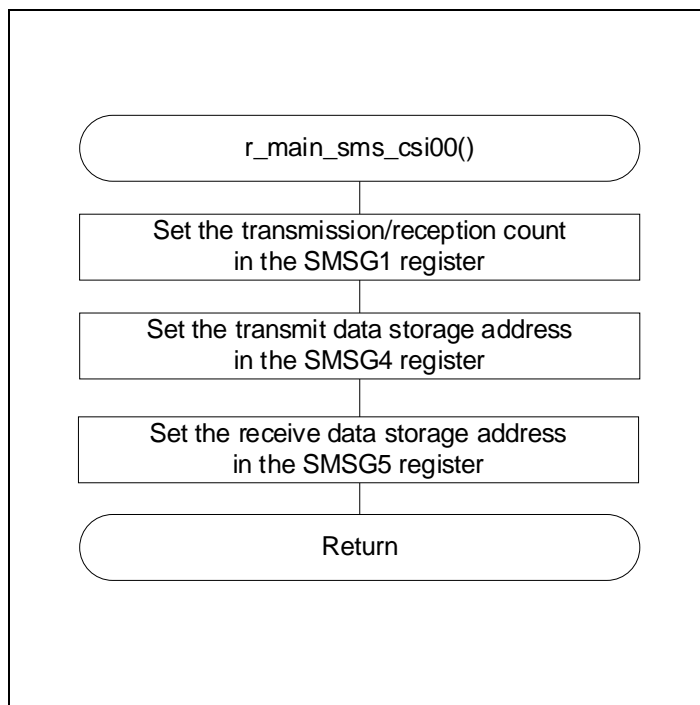 r_main_sms_csi00()
Set the transmission/reception count
in the SMSG1 register
Set the transmit data storage address
in the SMSG4 register
Set the receive data storage address
in the SMSG5 register
Return